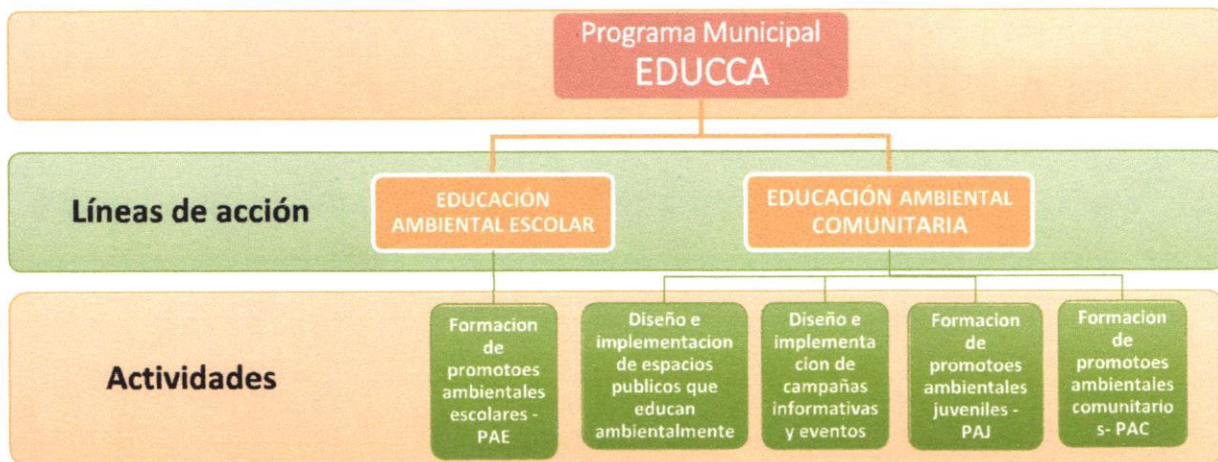 Programa Municipal
EDUCCA
Líneas de acción
EDUCACIÓN
AMBIENTAL ESCOLAR
EDUCACIÓN AMBIENTAL
COMUNITARIA
Actividades
Formacion
de
promotoes
ambientales
escolares -
PAE
Diseño e
implementacion
de espacios
publicos que
educan
ambientalmente
Diseño e
implementa
cion de
campañas
informativas
y eventos
Formacion
de
promotoes
ambientales
juveniles -
PAJ
Formacion
de
promotoes
ambientales
comunitario
s- PAC